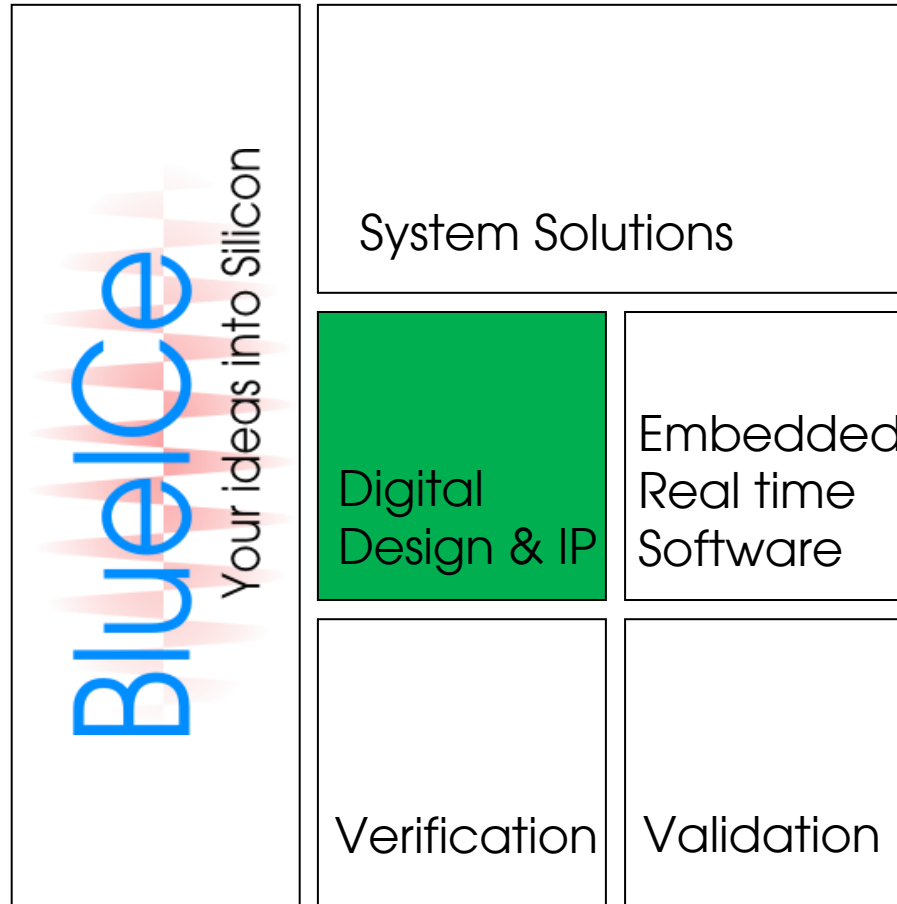 BlueICe
Your ideas into Silicon
System Solutions
Digital
Design & IP
Embedded
Real time
Software
Verification
Validation